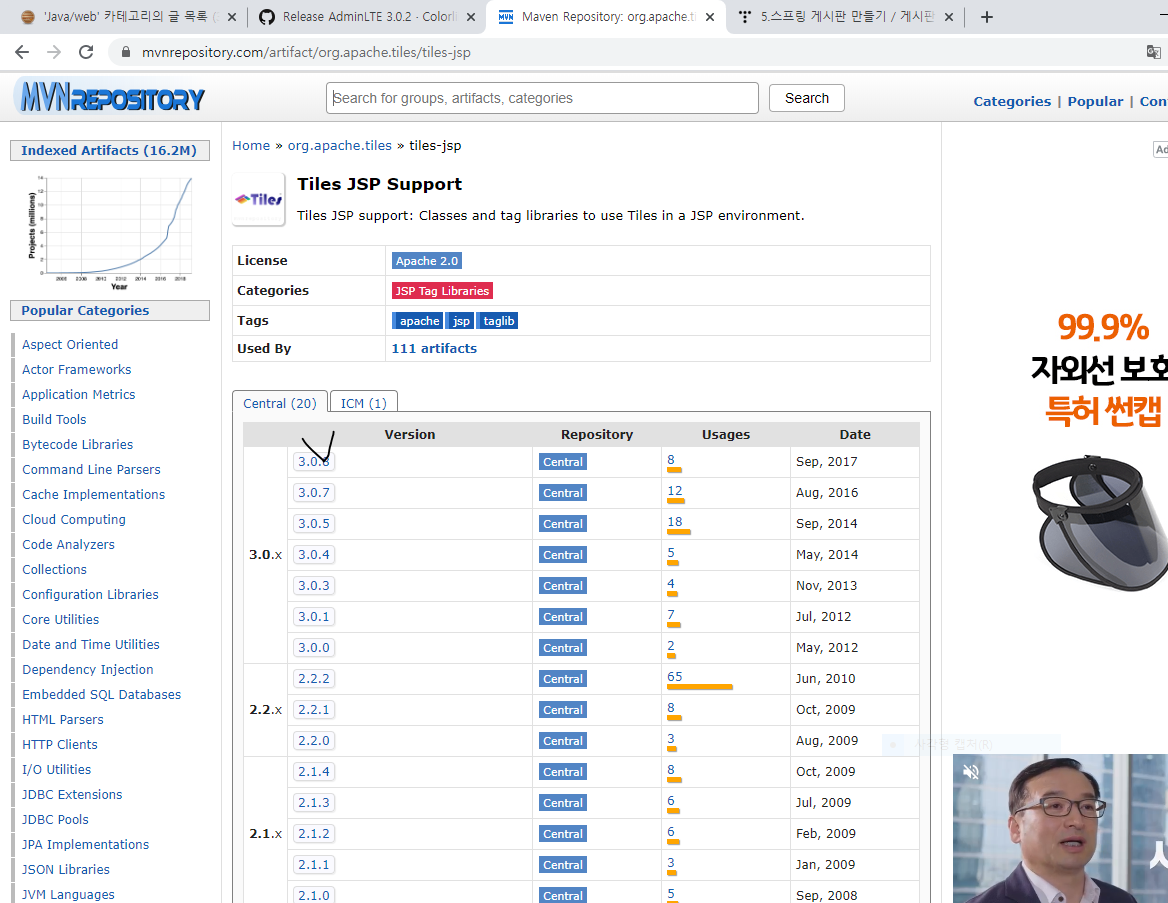 'Java/web' 카테고리의 글 목록
Release AdminLTE 3.0.2 · Colorli
Maven Repository: org.apache.ti
5.스프링 게시판 만들기 / 게시판
mvnrepository.com/artifact/org.apache.tiles/tiles-jsp
MVNREPOSITORY
Search for groups, artifacts, categories
Search
Categories | Popular | Con
Indexed Artifacts (16.2M)
Projects (millions)
Year
Popular Categories
Aspect Oriented
Actor Frameworks
Application Metrics
Build Tools
Bytecode Libraries
Command Line Parsers
Cache Implementations
Cloud Computing
Code Analyzers
Collections
Configuration Libraries
Core Utilities
Date and Time Utilities
Dependency Injection
Embedded SQL Databases
HTML Parsers
HTTP Clients
I/O Utilities
JDBC Extensions
JDBC Pools
JPA Implementations
JSON Libraries
JVM Languages
Home » org.apache.tiles » tiles-jsp
Tiles
Tiles JSP Support
Tiles JSP support: Classes and tag libraries to use Tiles in a JSP environment.
License Apache 2.0
Categories JSP Tag Libraries
Tags apache jsp taglib
Used By 111 artifacts
Central (20) ICM (1)
Version Repository Usages Date
3.0.8 Central 8 Sep, 2017
3.0.7 Central 12 Aug, 2016
3.0.5 Central 18 Sep, 2014
3.0.x 3.0.4 Central 5 May, 2014
3.0.3 Central 4 Nov, 2013
3.0.1 Central 7 Jul, 2012
3.0.0 Central 2 May, 2012
2.2.2 Central 65 Jun, 2010
2.2.x 2.2.1 Central 8 Oct, 2009
2.2.0 Central 3 Aug, 2009
2.1.4 Central 8 Oct, 2009
2.1.3 Central 6 Jul, 2009
2.1.x 2.1.2 Central 6 Feb, 2009
2.1.1 Central 3 Jan, 2009
2.1.0 Central 5 Sep, 2008
Ad
99.9%
자외선 보호
특허 썬캡
사각형 캡처(R)